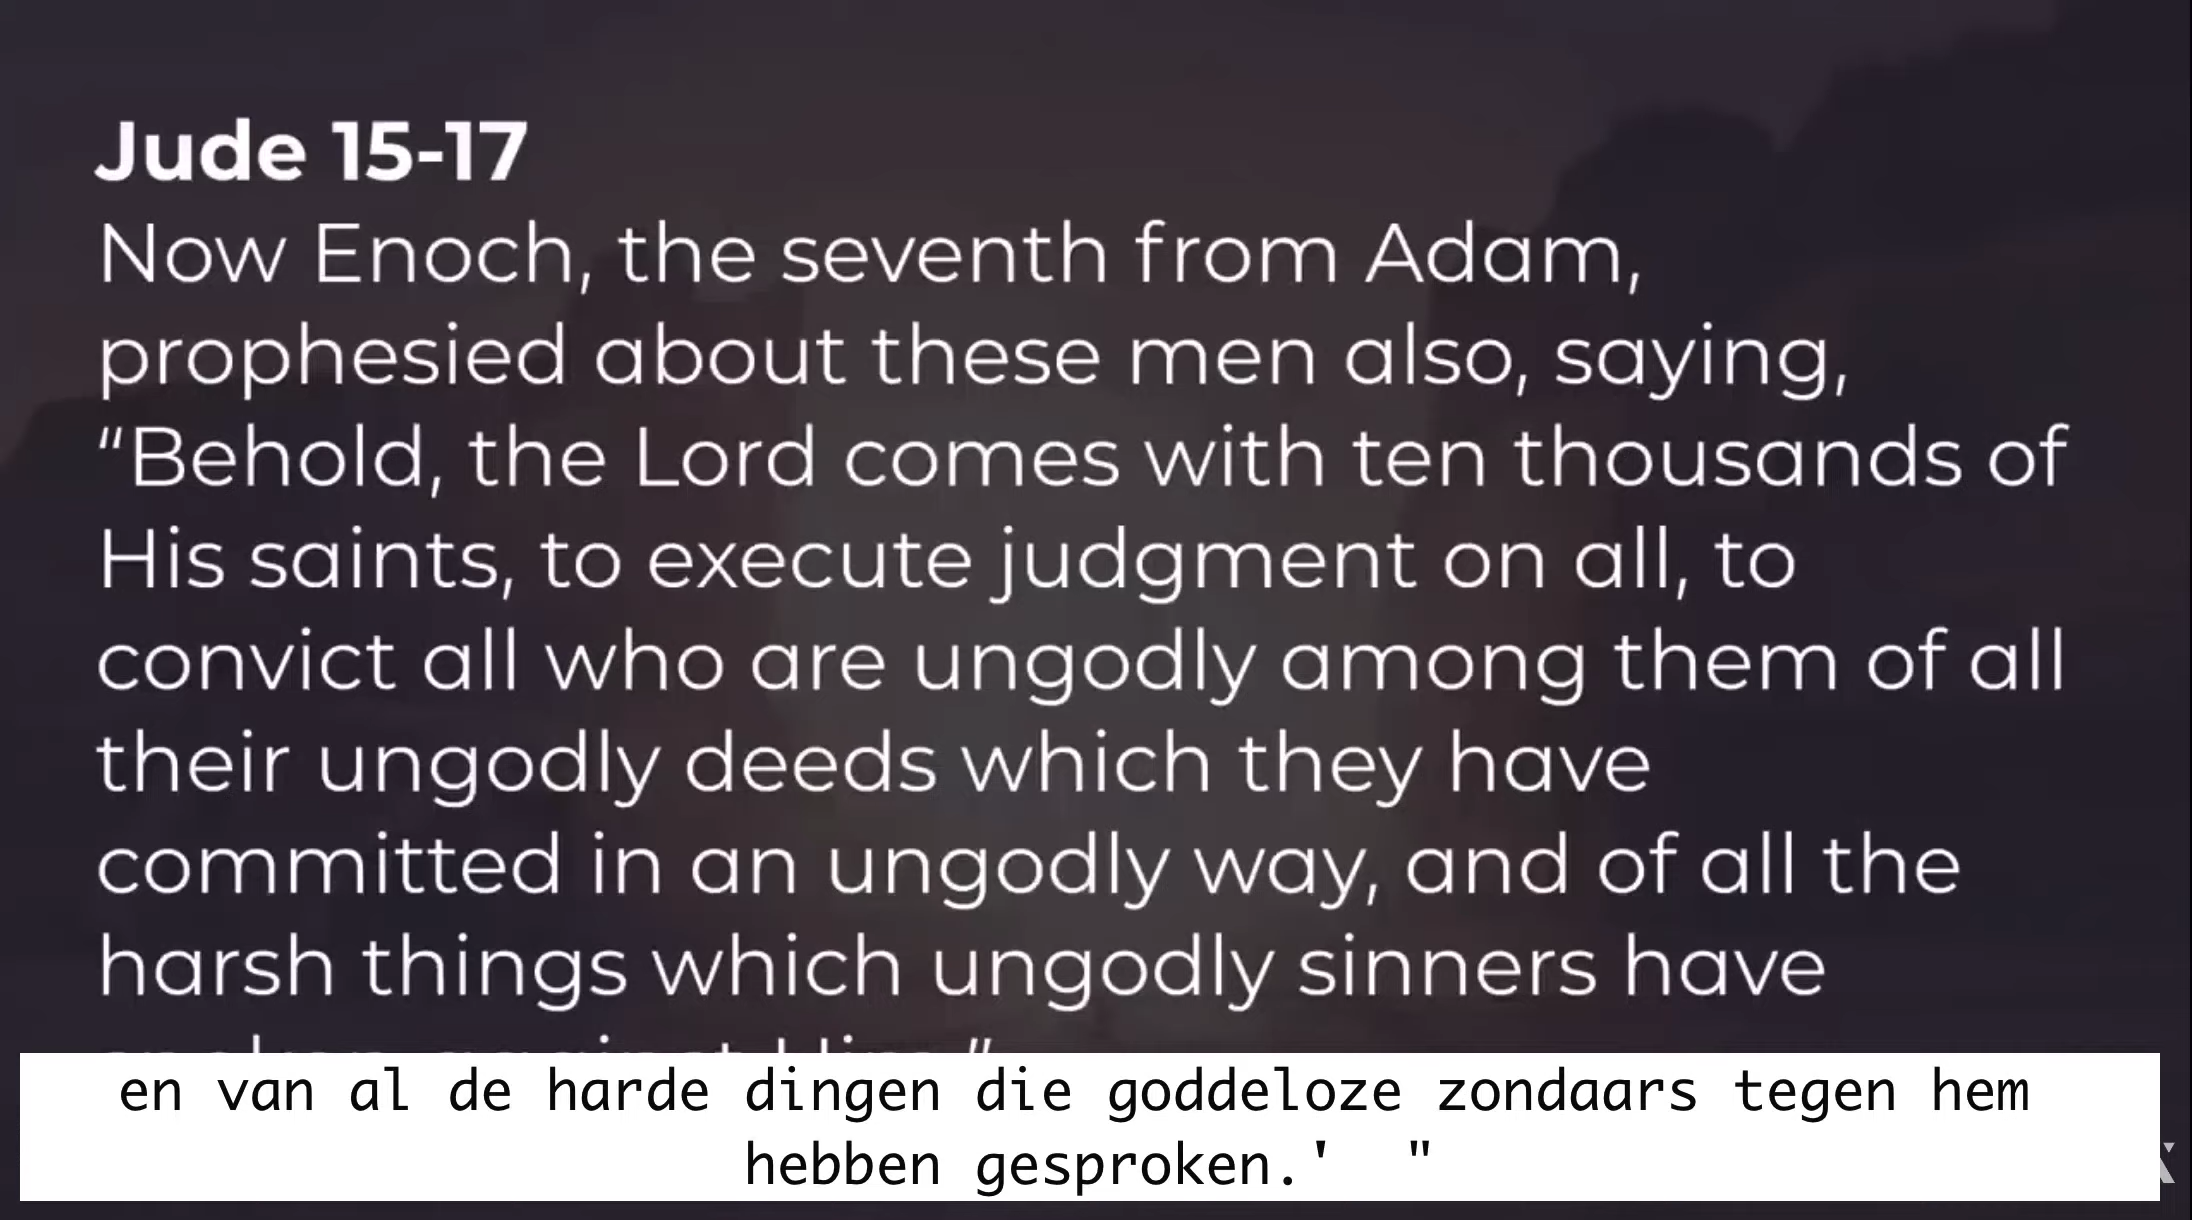 Jude 15-17
Now Enoch, the seventh from Adam,
prophesied about these men also, saying,
"Behold, the Lord comes with ten thousands of
His saints, to execute judgment on all, to
convict all who are ungodly among them of all
their ungodly deeds which they have
committed in an ungodly way, and of all the
harsh things which ungodly sinners have
spoken against Him."
en van al de harde dingen die goddeloze zondaars tegen hem
hebben gesproken.' "